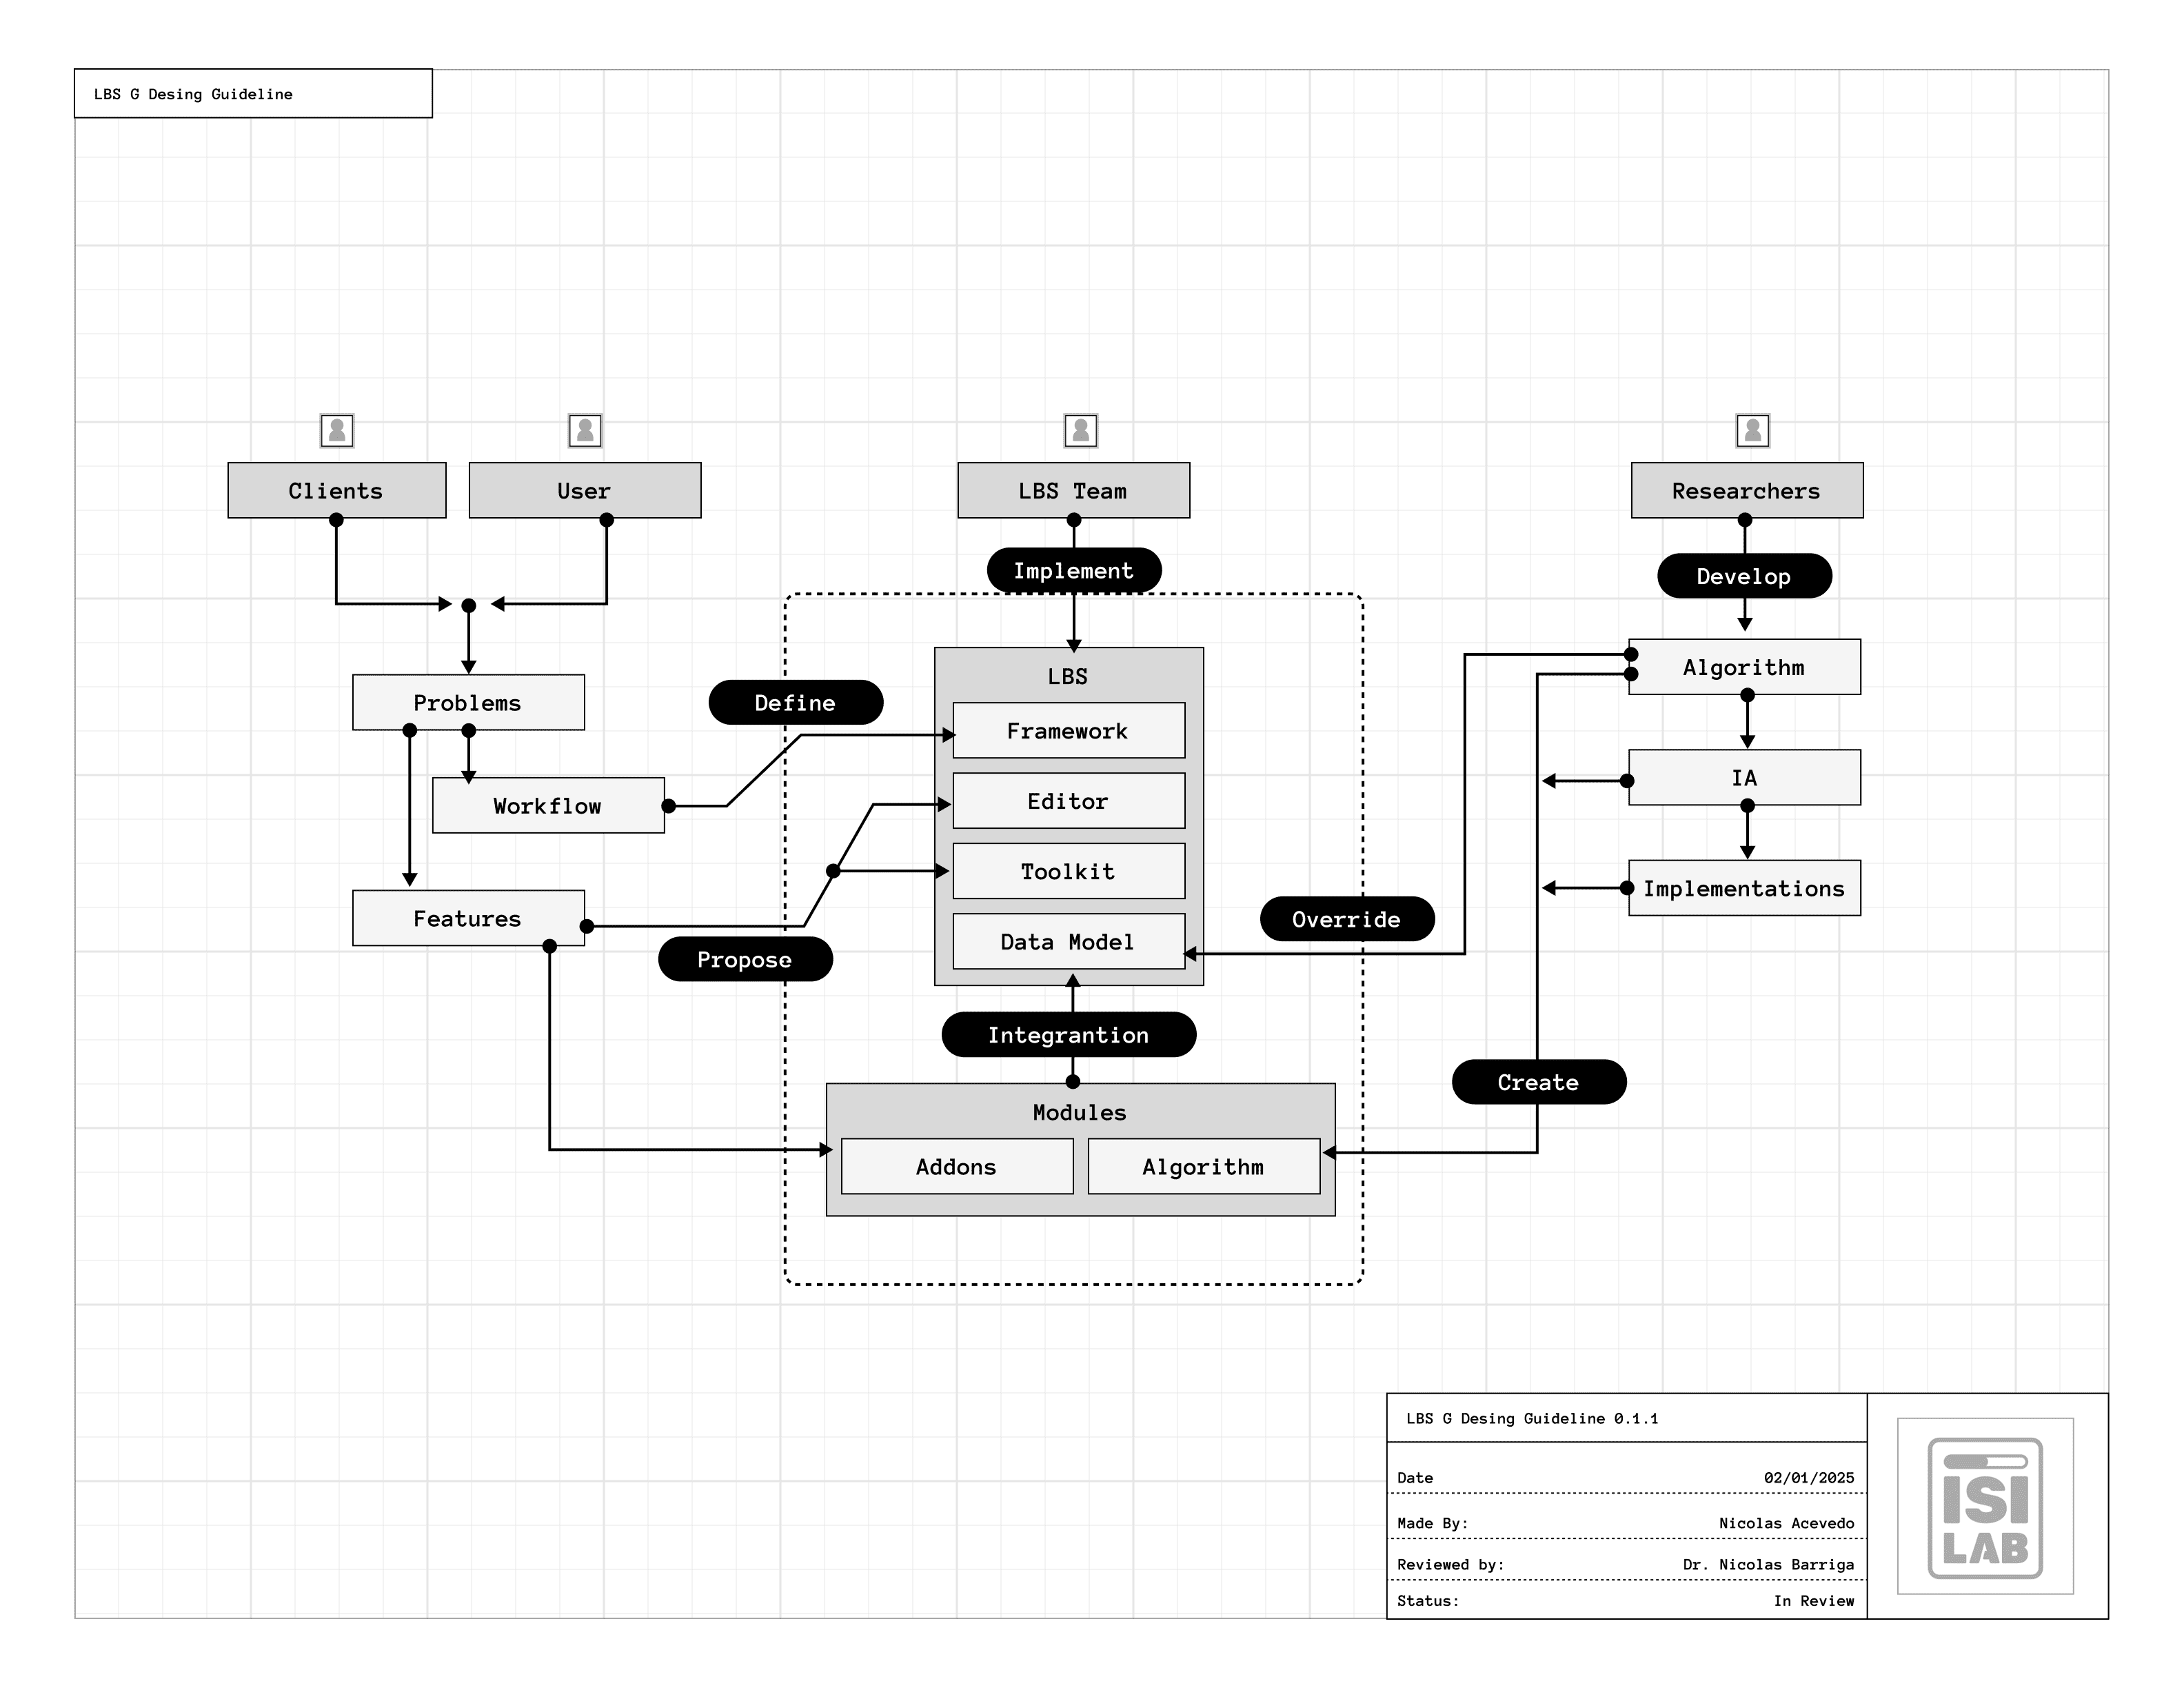 LBS G Desing Guideline
Clients
User
LBS Team
Researchers
Implement
Develop
Problems
Define
LBS
Algorithm
Framework
IA
Workflow
Editor
Toolkit
Implementations
Features
Override
Propose
Data Model
Integrantion
Create
Modules
Addons
Algorithm
LBS G Desing Guideline 0.1.1
Date 02/01/2025
Made By: Nicolas Acevedo
Reviewed by: Dr. Nicolas Barriga
Status: In Review
ISI
LAB